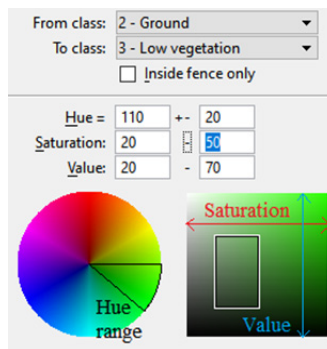 From class: 2 - Ground
To class: 3 - Low vegetation
Inside fence only
Hue = 110 +- 20
Saturation: 20 - 50
Value: 20 - 70
Saturation
Hue
range
Value